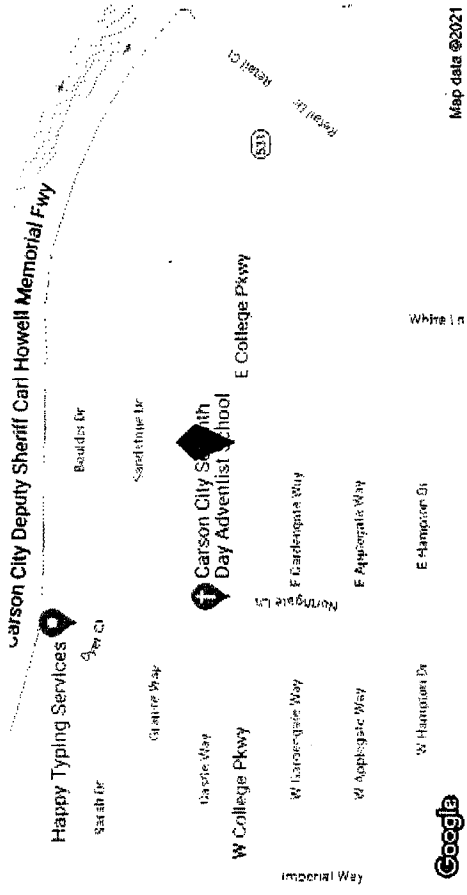 Carson City Deputy Sheriff Carl Howell Memorial Fwy
Happy Typing Services
Sarah Dr
Boulder Dr
Granite Way
Sandstone Dr
Retail Ct
Retail Dr
Castle Way
Carson City Seventh
Day Adventist School
W College Pkwy
E College Pkwy
531
Northgate Ln
W Gardengate Way
E Gardengate Way
W Applegate Way
E Applegate Way
Imperial Way
W Hampton Dr
E Hampton Dr
White Ln
Google
Map data ©2021